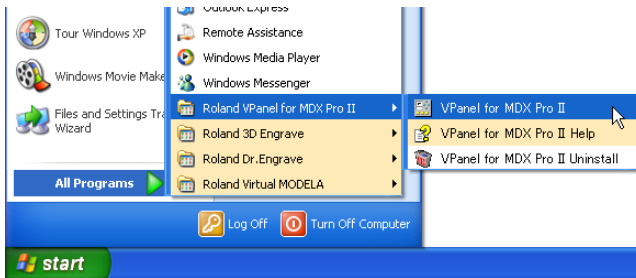 Outlook Express
Tour Windows XP
Remote Assistance
Windows Media Player
Windows Movie Make
Windows Messenger
Files and Settings Tra
Wizard
Roland VPanel for MDX Pro II
VPanel for MDX Pro II
Roland 3D Engrave
VPanel for MDX Pro II Help
Roland Dr.Engrave
VPanel for MDX Pro II Uninstall
All Programs
Roland Virtual MODELA
Log Off
Turn Off Computer
start